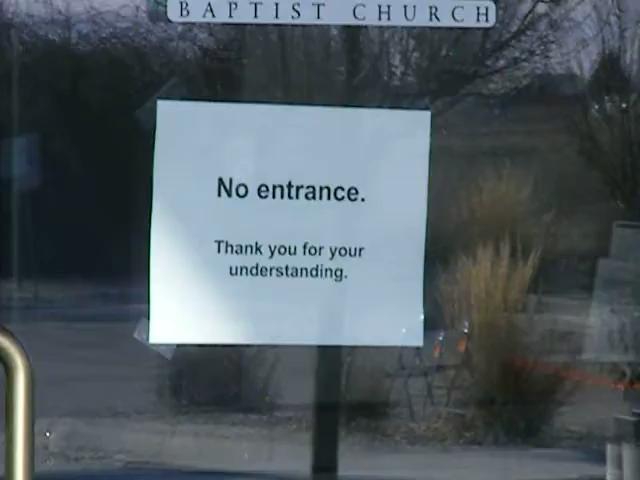 BAPTIST CHURCH
No entrance.
Thank you for your
understanding.